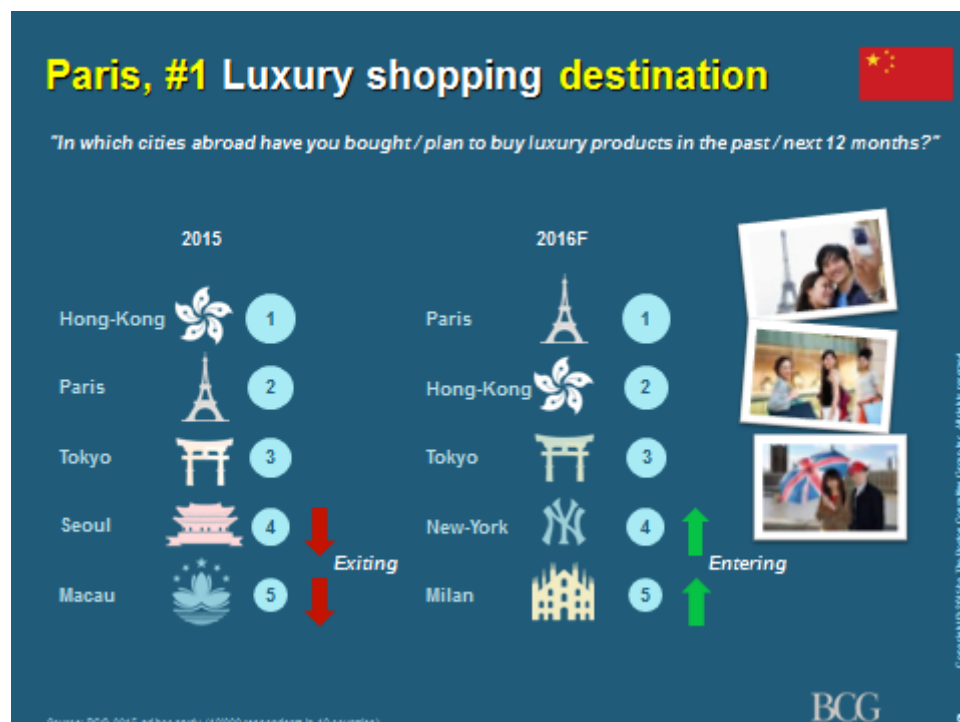 Paris, #1 Luxury shopping destination
"In which cities abroad have you bought / plan to buy luxury products in the past / next 12 months?"
2015
Hong-Kong 1
Paris 2
Tokyo 3
Seoul 4
Macau 5
Exiting
2016F
Paris 1
Hong-Kong 2
Tokyo 3
New-York NY 4
Milan 5
Entering
BCG